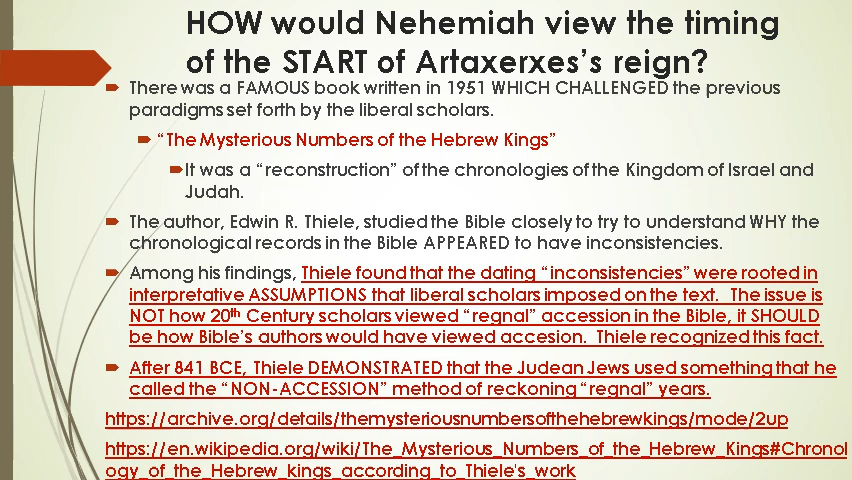 HOW would Nehemiah view the timing
of the START of Artaxerxes's reign?
There was a FAMOUS book written in 1951 WHICH CHALLENGED the previous
paradigms set forth by the liberal scholars.
"The Mysterious Numbers of the Hebrew Kings"
It was a "reconstruction" of the chronologies of the Kingdom of Israel and
Judah.
The author, Edwin R. Thiele, studied the Bible closely to try to understand WHY the
chronological records in the Bible APPEARED to have inconsistencies.
Among his findings, Thiele found that the dating "inconsistencies" were rooted in
interpretative ASSUMPTIONS that liberal scholars imposed on the text. The issue is
NOT how 20th Century scholars viewed "regnal" accession in the Bible, it SHOULD
be how Bible's authors would have viewed accesion. Thiele recognized this fact.
After 841 BCE, Thiele DEMONSTRATED that the Judean Jews used something that he
called the "NON-ACCESSION" method of reckoning "regnal" years.
https://archive.org/details/themysteriousnumbersofthehebrewkings/mode/2up
https://en.wikipedia.org/wiki/The_Mysterious_Numbers_of_the_Hebrew_Kings#Chronol
ogy_of_the_Hebrew_kings_according_to_Thiele's_work